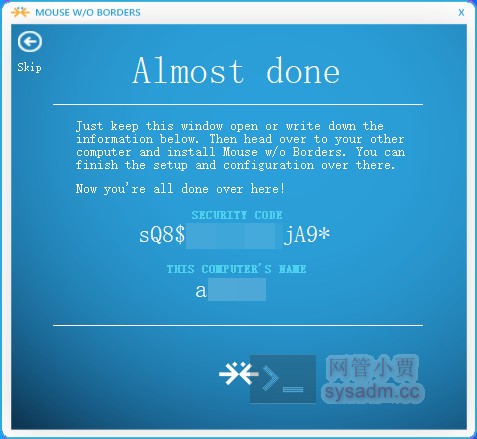 MOUSE W/O BORDERS
X
Skip
Almost done
Just keep this window open or write down the
information below. Then head over to your other
computer and install Mouse w/o Borders. You can
finish the setup and configuration over there.
Now you're all done over here!
SECURITY CODE
sQ8$ jA9*
THIS COMPUTER'S NAME
a
>_
网管小贾
sysadm.cc